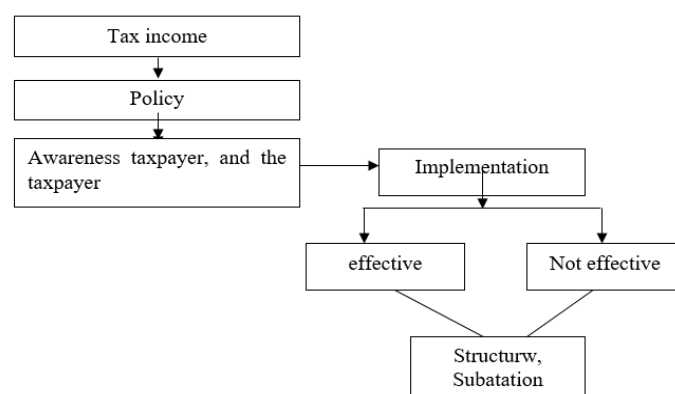 Tax income
Policy
Awareness taxpayer, and the
taxpayer
Implementation
effective
Not effective
Structurw,
Subatation